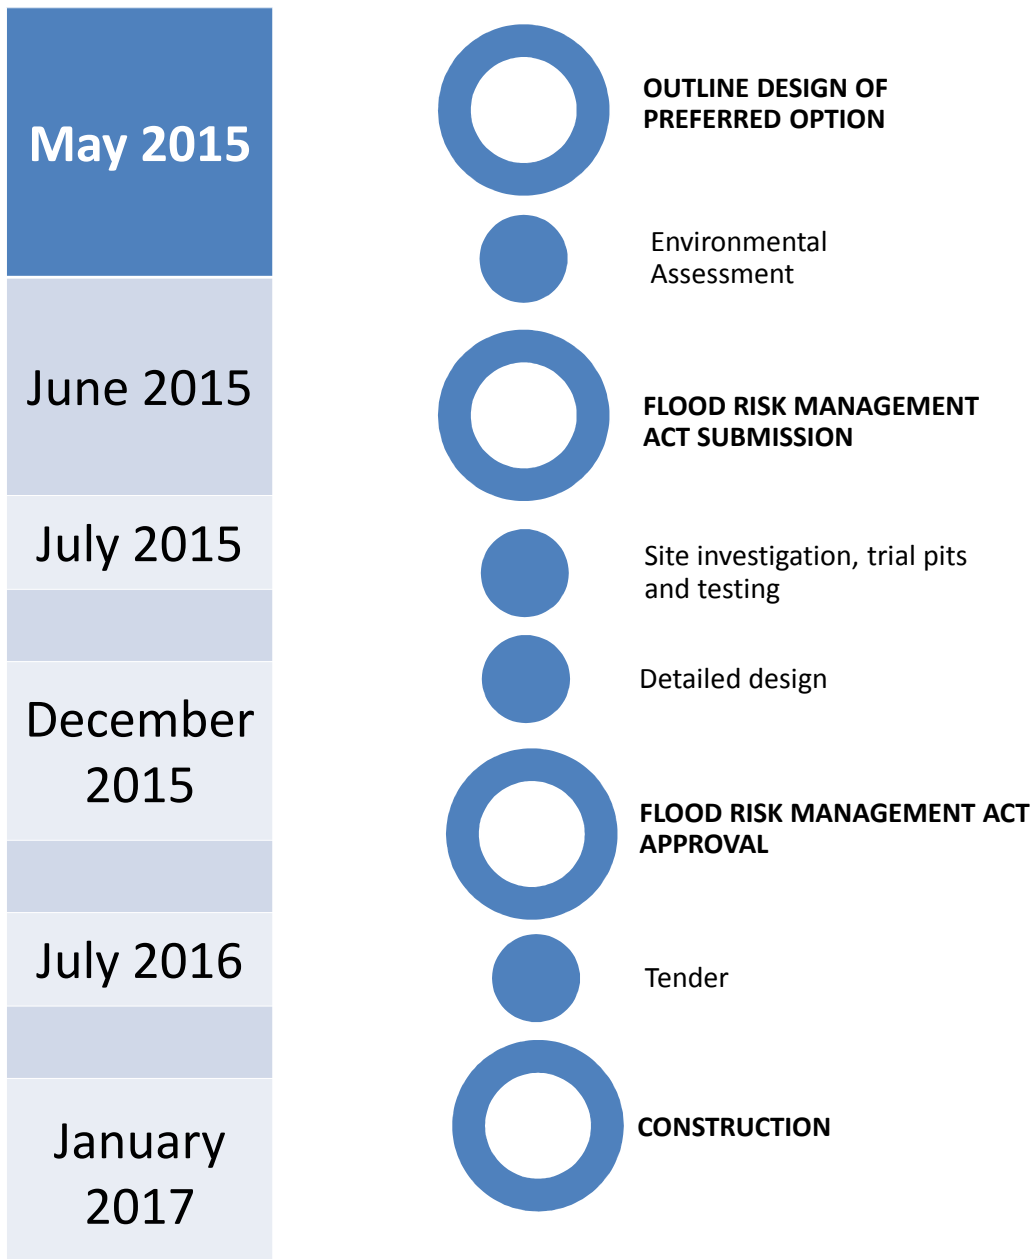 May 2015
OUTLINE DESIGN OF
PREFERRED OPTION
Environmental
Assessment
June 2015
FLOOD RISK MANAGEMENT
ACT SUBMISSION
July 2015
Site investigation, trial pits
and testing
Detailed design
December
2015
FLOOD RISK MANAGEMENT ACT
APPROVAL
July 2016
Tender
January
2017
CONSTRUCTION